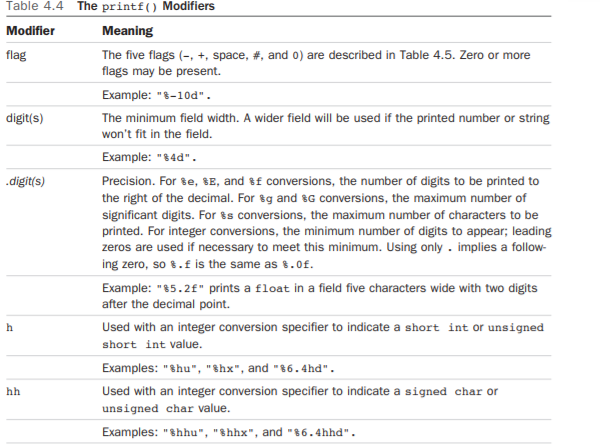 Table 4.4 The printf() Modifiers
Modifier Meaning
flag The five flags (-, +, space, #, and 0) are described in Table 4.5. Zero or more
flags may be present.
Example: "%-10d".
digit(s) The minimum field width. A wider field will be used if the printed number or string
won't fit in the field.
Example: "%4d".
.digit(s) Precision. For %e, %E, and %f conversions, the number of digits to be printed to
the right of the decimal. For %g and %G conversions, the maximum number of
significant digits. For %s conversions, the maximum number of characters to be
printed. For integer conversions, the minimum number of digits to appear; leading
zeros are used if necessary to meet this minimum. Using only . implies a follow-
ing zero, so %.f is the same as %.0f.
Example: "%5.2f" prints a float in a field five characters wide with two digits
after the decimal point.
h Used with an integer conversion specifier to indicate a short int or unsigned
short int value.
Examples: "%hu", "%hx", and "%6.4hd".
hh Used with an integer conversion specifier to indicate a signed char or
unsigned char value.
Examples: "%hhu", "%hhx", and "%6.4hhd".